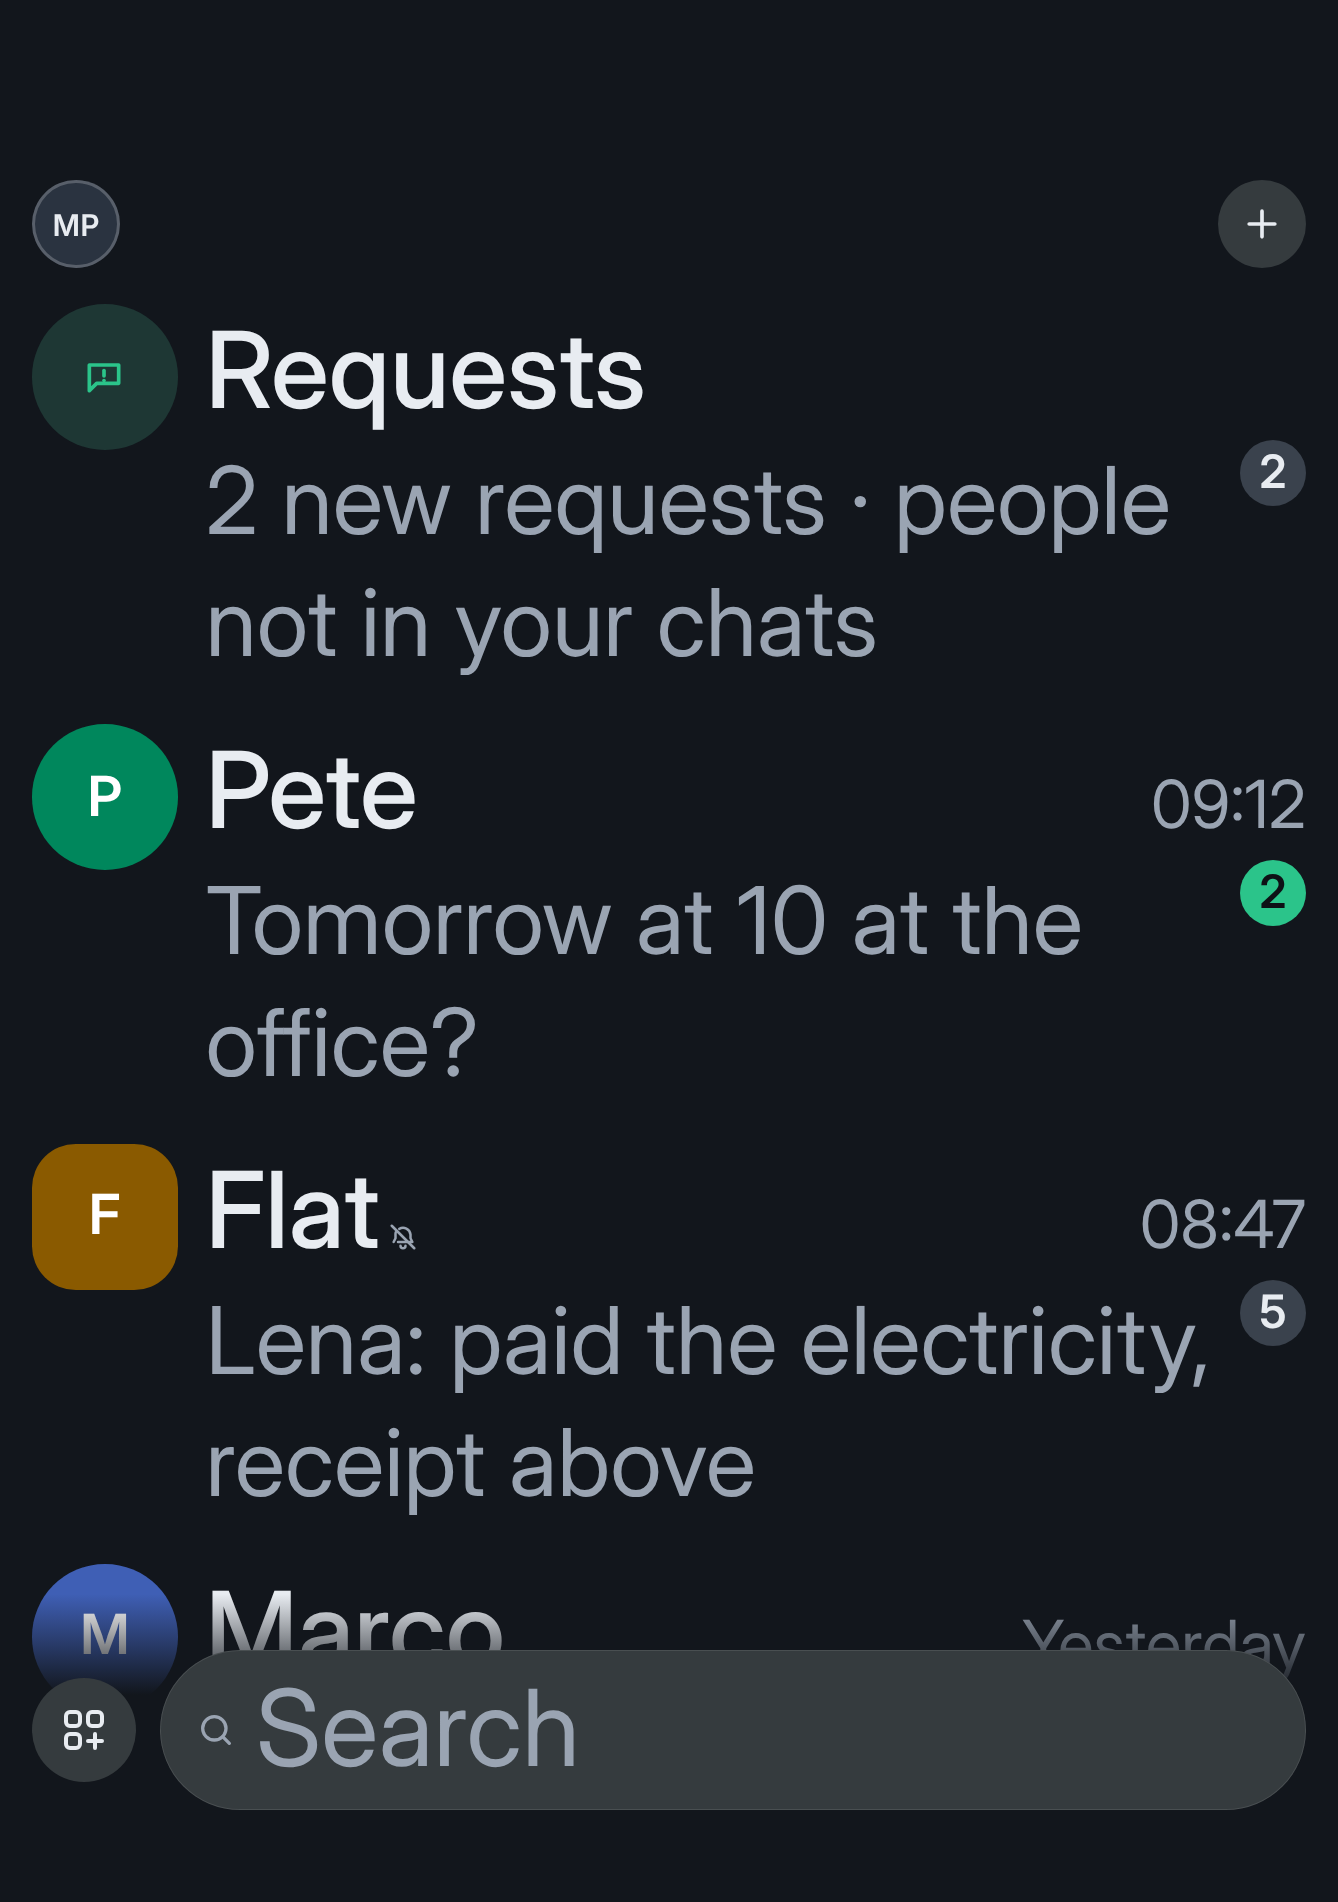 MP
Requests
2 new requests · people
2
not in your chats
P
Pete
09:12
Tomorrow at 10 at the
2
office?
F
Flat
08:47
Lena: paid the electricity,
5
receipt above
M
Marco
Yesterday
Search